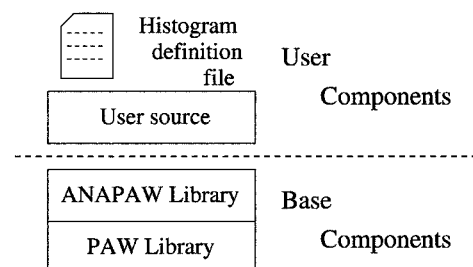 Histogram
definition
file
User
Components
User source
ANAPAW Library
Base
PAW Library
Components